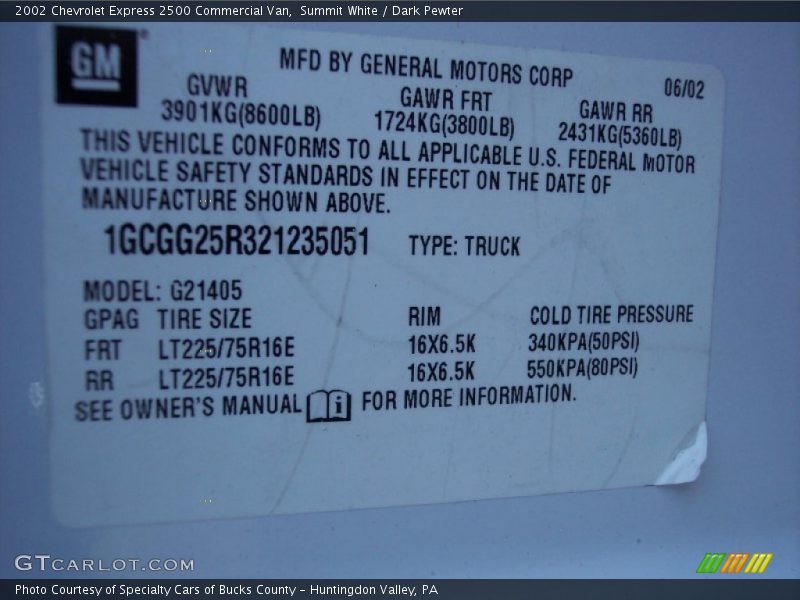 2002 Chevrolet Express 2500 Commercial Van, Summit White / Dark Pewter
GM
MFD BY GENERAL MOTORS CORP
06/02
GVWR GAWR FRT GAWR RR
3901KG(8600LB) 1724KG(3800LB) 2431KG(5360LB)
THIS VEHICLE CONFORMS TO ALL APPLICABLE U.S. FEDERAL MOTOR
VEHICLE SAFETY STANDARDS IN EFFECT ON THE DATE OF
MANUFACTURE SHOWN ABOVE.
1GCGG25R321235051 TYPE: TRUCK
MODEL: G21405
GPAG TIRE SIZE RIM COLD TIRE PRESSURE
FRT LT225/75R16E 16X6.5K 340KPA(50PSI)
RR LT225/75R16E 16X6.5K 550KPA(80PSI)
SEE OWNER'S MANUAL i FOR MORE INFORMATION.
GTCARLOT.COM
Photo Courtesy of Specialty Cars of Bucks County - Huntingdon Valley, PA